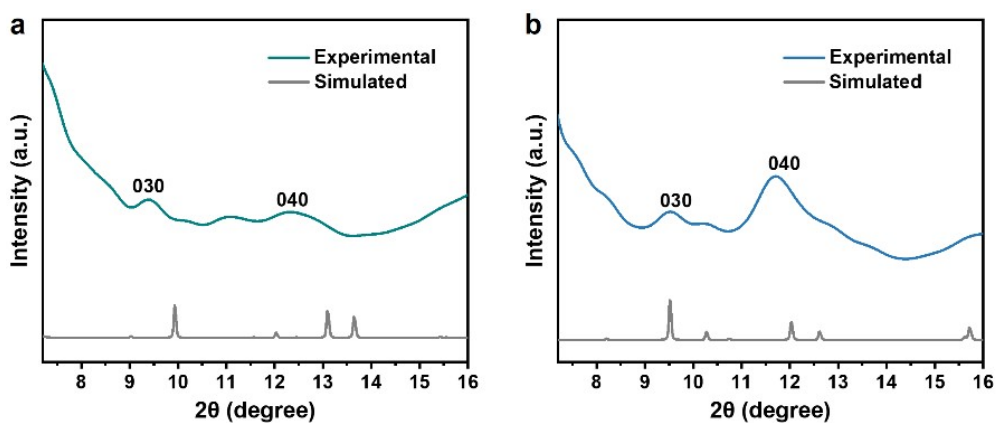 a
Experimental
Simulated
030
040
Intensity (a.u.)
8 9 10 11 12 13 14 15 16
2θ (degree)
b
Experimental
Simulated
030
040
Intensity (a.u.)
8 9 10 11 12 13 14 15 16
2θ (degree)